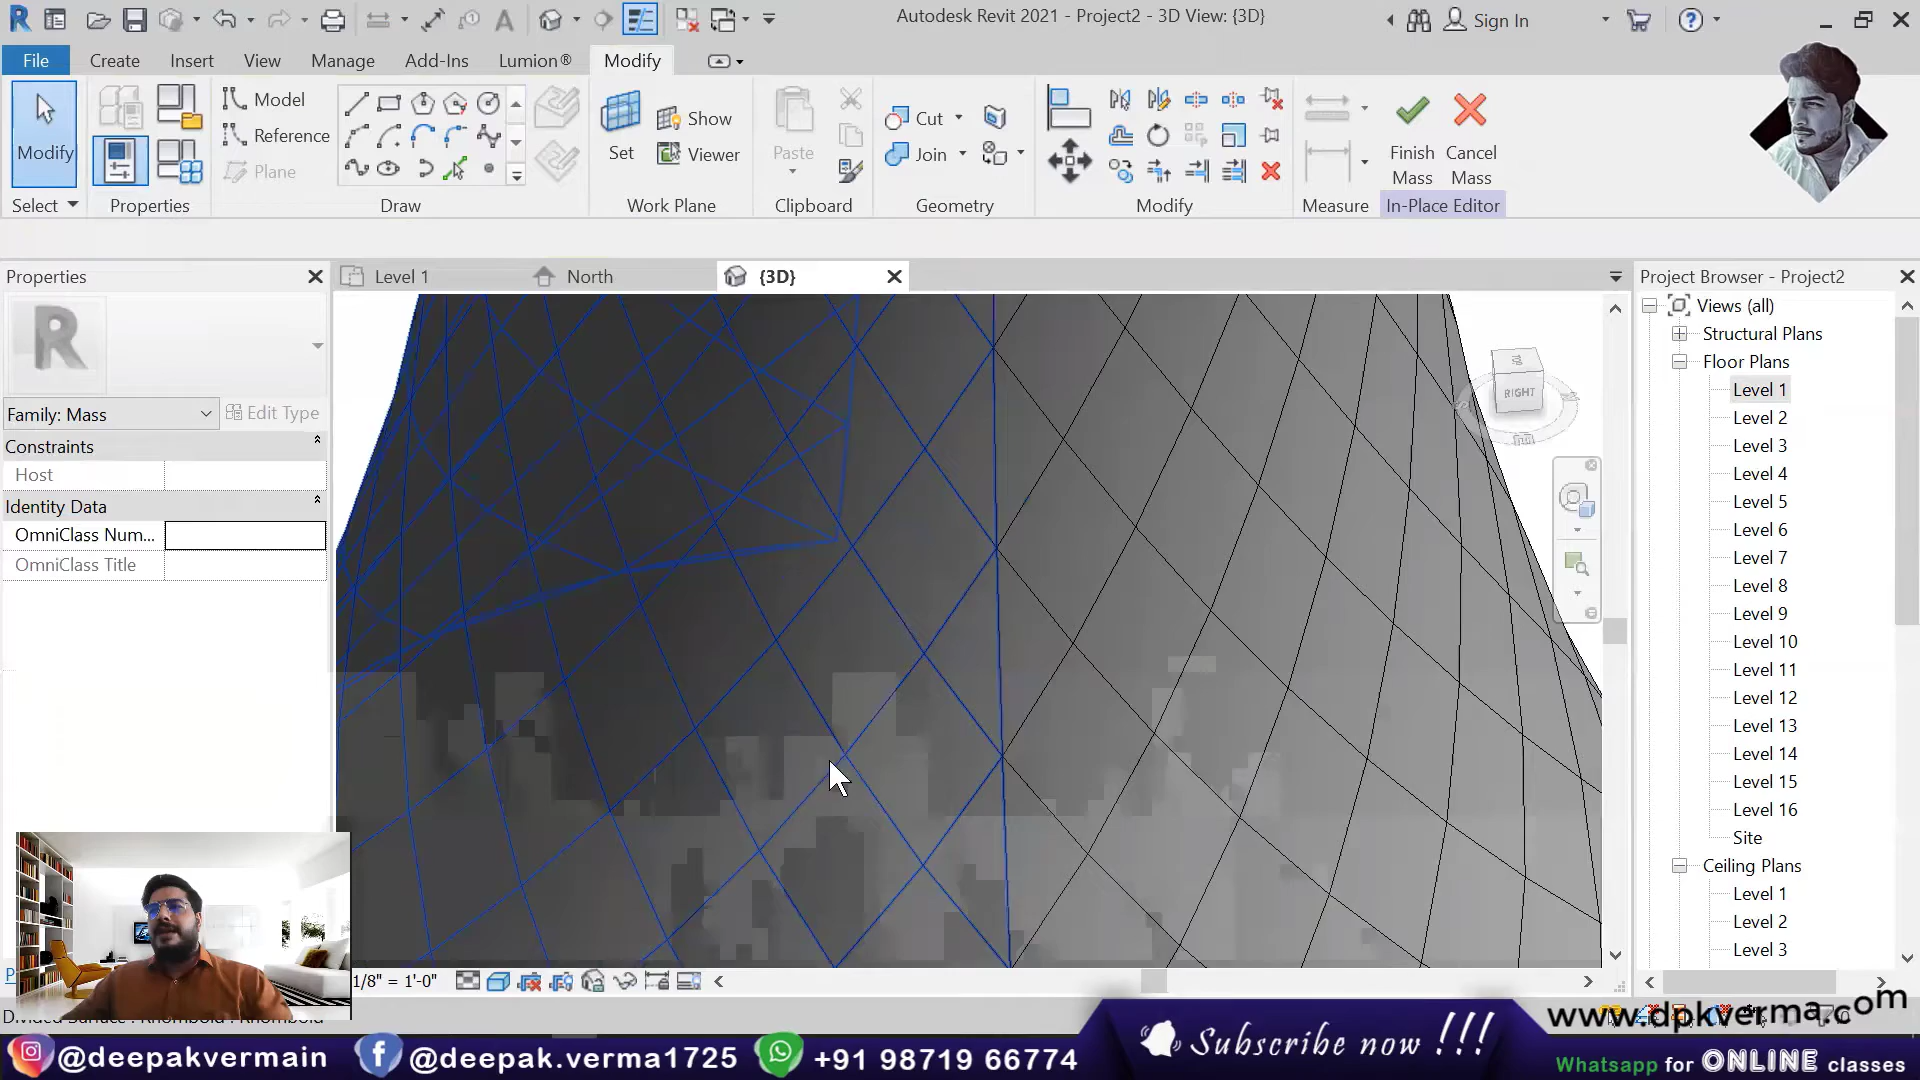 Autodesk Revit 2021 - Project2 - 3D View: {3D}
Sign In
File
Create
Insert
View
Manage
Add-Ins
Lumion®
Modify
Modify
Model
Reference
Plane
Set
Show
Viewer
Paste
Cut
Join
Finish Mass
Cancel Mass
Select
Properties
Draw
Work Plane
Clipboard
Geometry
Modify
Measure
In-Place Editor
Properties
Level 1
North
{3D}
Project Browser - Project2
Family: Mass
Edit Type
Constraints
Host
Identity Data
OmniClass Num...
OmniClass Title
RIGHT
Views (all)
Structural Plans
Floor Plans
Level 1
Level 2
Level 3
Level 4
Level 5
Level 6
Level 7
Level 8
Level 9
Level 10
Level 11
Level 12
Level 13
Level 14
Level 15
Level 16
Site
Ceiling Plans
Level 1
Level 2
Level 3
1/8" = 1'-0"
www.dpkverma.com
@deepakvermain
@deepak.verma1725
+91 98719 66774
Subscribe now !!!
Whatsapp for ONLINE classes